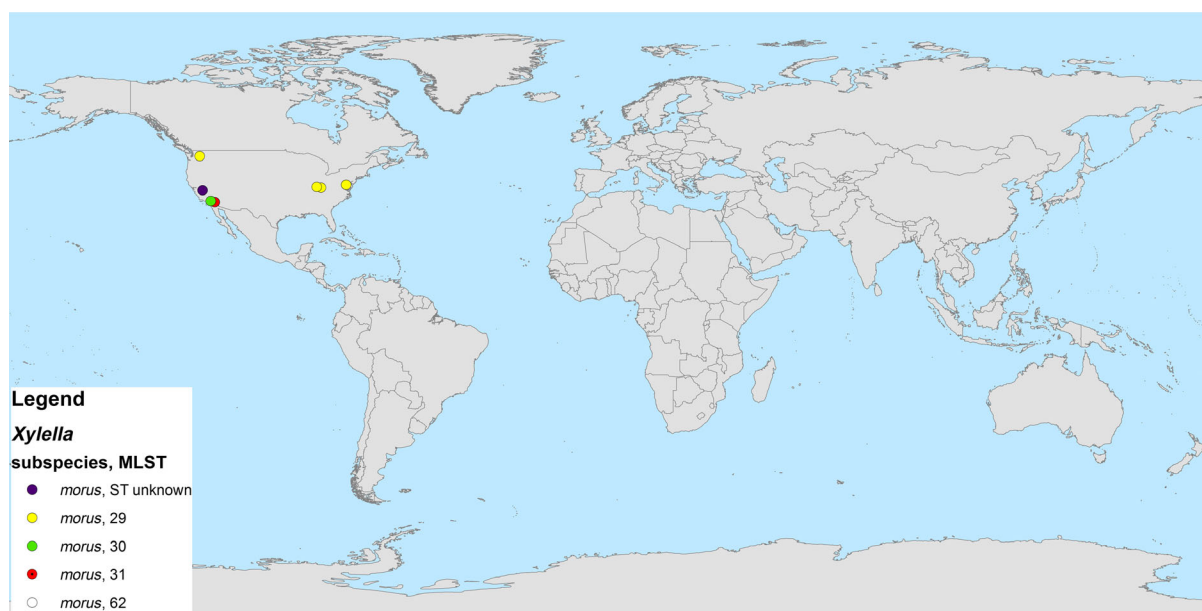 Legend
Xylella
subspecies, MLST
morus, ST unknown
morus, 29
morus, 30
morus, 31
morus, 62